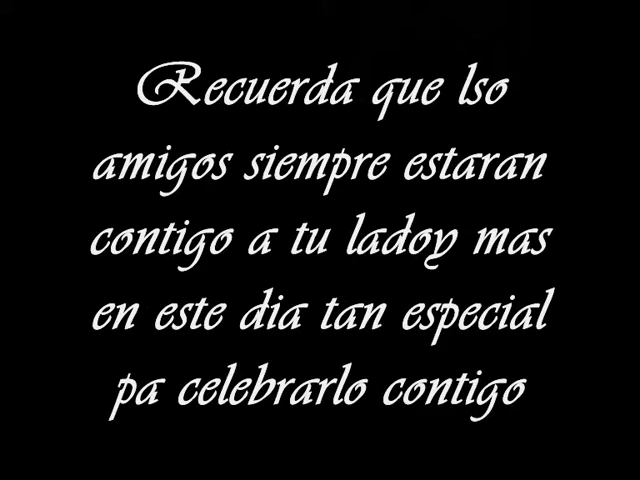 Recuerda que lso
amigos siempre estaran
contigo a tu ladoy mas
en este dia tan especial
pa celebrarlo contigo